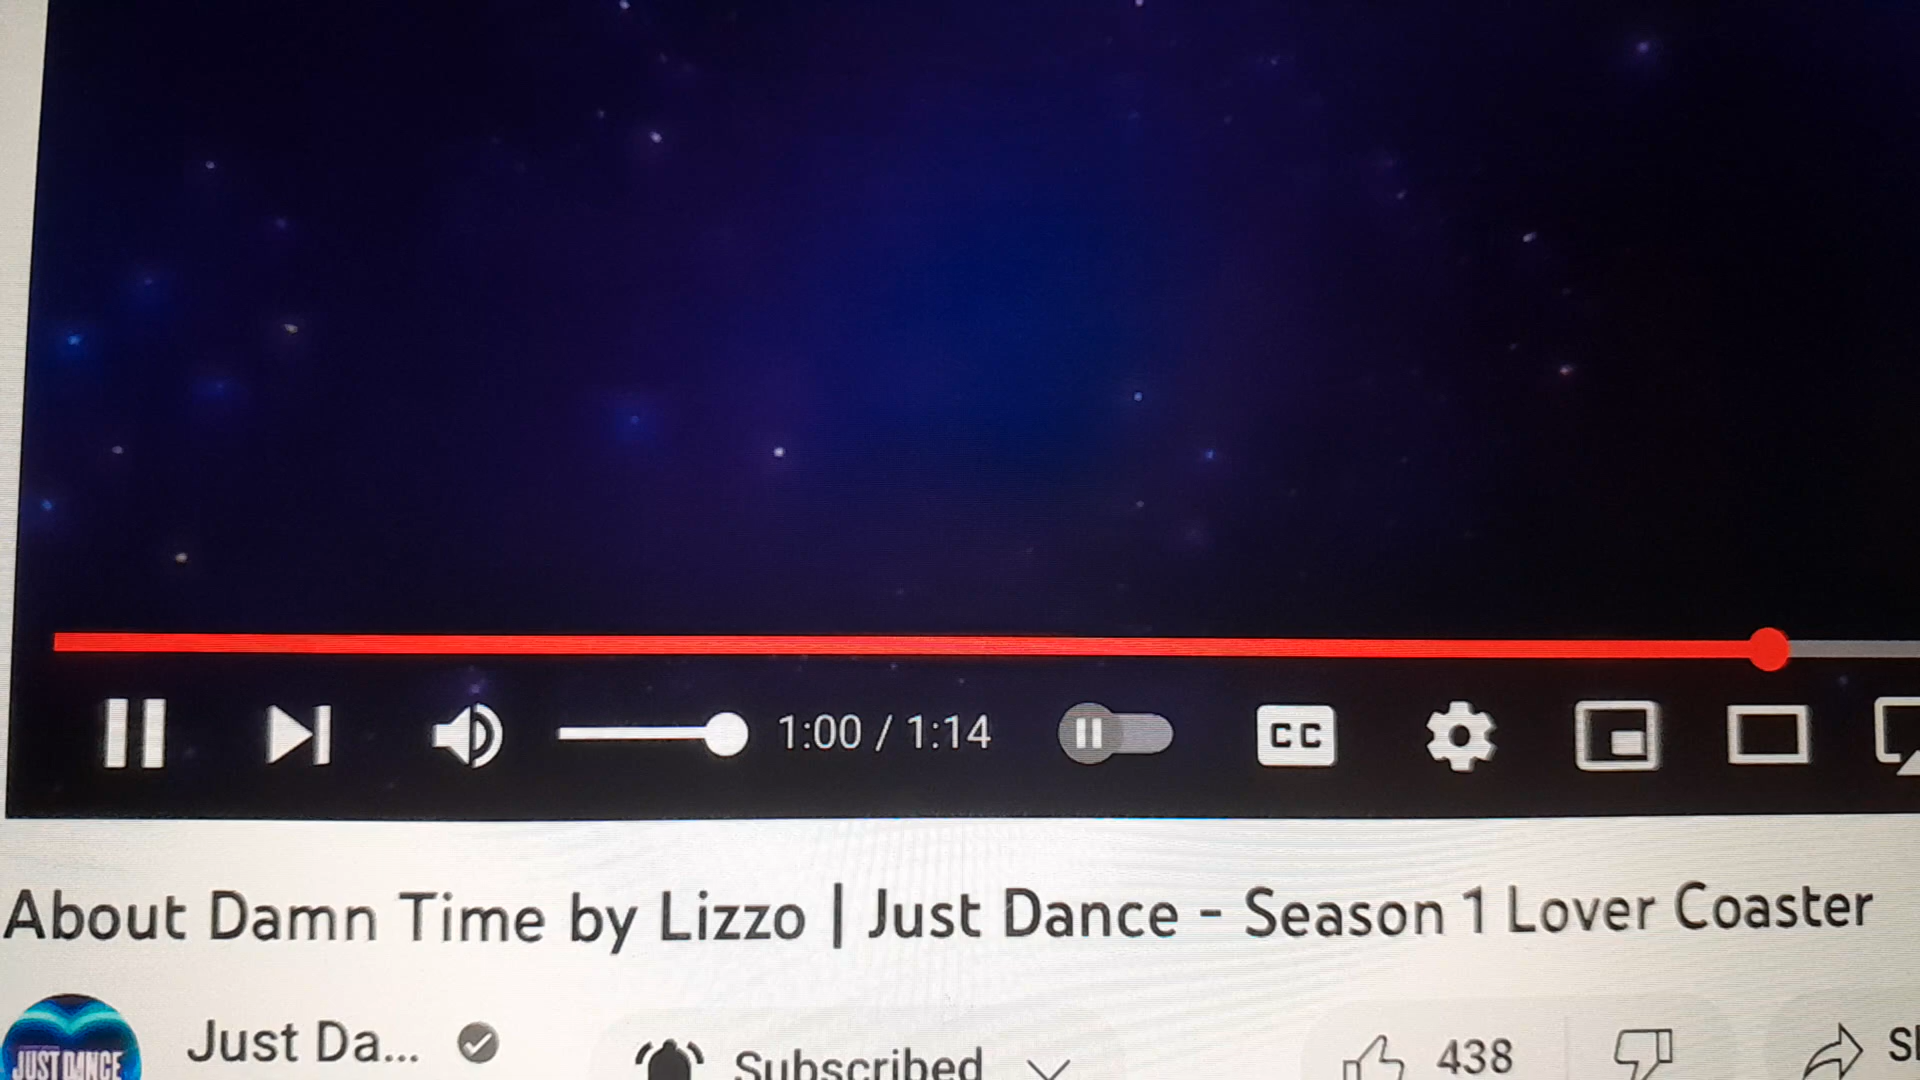 1:00 / 1:14
CC
About Damn Time by Lizzo | Just Dance - Season 1 Lover Coaster
JUST DANCE
Just Da...
Subscribed
438